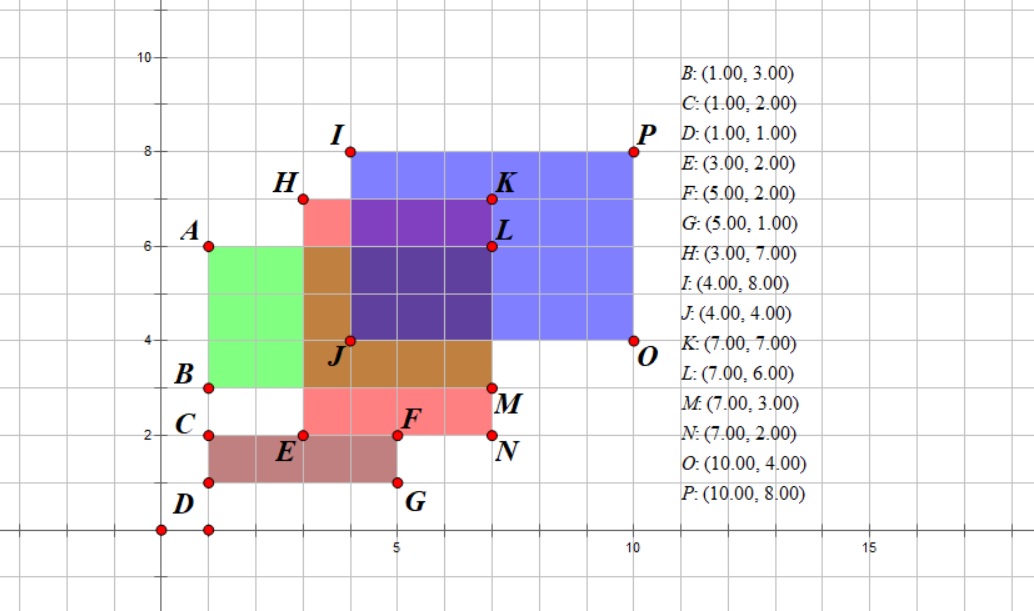 10
B: (1.00, 3.00)
C: (1.00, 2.00)
I
P
D: (1.00, 1.00)
8
E: (3.00, 2.00)
H
K
F: (5.00, 2.00)
A
L
G: (5.00, 1.00)
6
H: (3.00, 7.00)
I: (4.00, 8.00)
J: (4.00, 4.00)
4
J
O
K: (7.00, 7.00)
B
L: (7.00, 6.00)
M
M: (7.00, 3.00)
C
F
2
N: (7.00, 2.00)
E
N
O: (10.00, 4.00)
D
G
P: (10.00, 8.00)
5
10
15